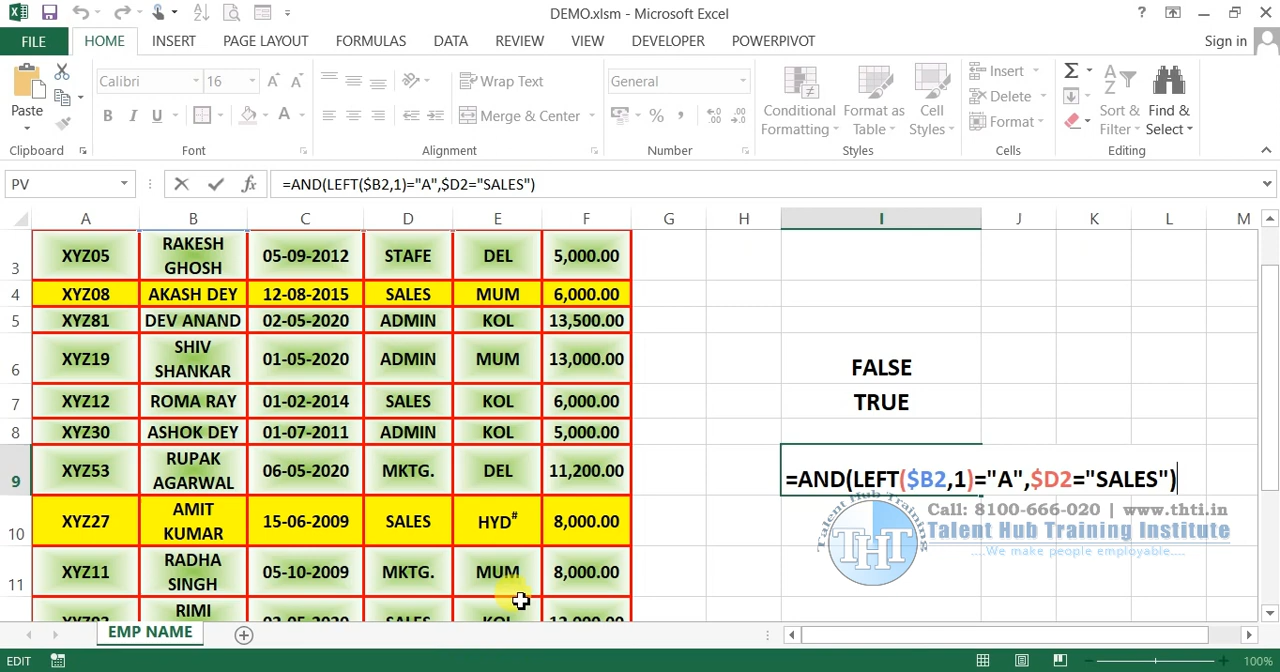 DEMO.xlsm - Microsoft Excel
FILE HOME INSERT PAGE LAYOUT FORMULAS DATA REVIEW VIEW DEVELOPER POWERPIVOT Sign in
Paste
Calibri 16
B I U
Wrap Text
Merge & Center
General
Conditional Formatting
Format as Table
Cell Styles
Insert
Delete
Format
Sort & Filter
Find & Select
Clipboard Font Alignment Number Styles Cells Editing
PV =AND(LEFT($B2,1)="A",$D2="SALES")
A B C D E F G H I J K L M
3 XYZ05 RAKESH GHOSH 05-09-2012 STAFE DEL 5,000.00
4 XYZ08 AKASH DEY 12-08-2015 SALES MUM 6,000.00
5 XYZ81 DEV ANAND 02-05-2020 ADMIN KOL 13,500.00
6 XYZ19 SHIV SHANKAR 01-05-2020 ADMIN MUM 13,000.00 FALSE
7 XYZ12 ROMA RAY 01-02-2014 SALES KOL 6,000.00 TRUE
8 XYZ30 ASHOK DEY 01-07-2011 ADMIN KOL 5,000.00
9 XYZ53 RUPAK AGARWAL 06-05-2020 MKTG. DEL 11,200.00 =AND(LEFT($B2,1)="A",$D2="SALES")
10 XYZ27 AMIT KUMAR 15-06-2009 SALES HYD# 8,000.00
11 XYZ11 RADHA SINGH 05-10-2009 MKTG. MUM 8,000.00
RIMI
Talent Hub Training
THT
Call: 8100-666-020 | www.thti.in
Talent Hub Training Institute
....We make people employable....
EMP NAME
EDIT 100%